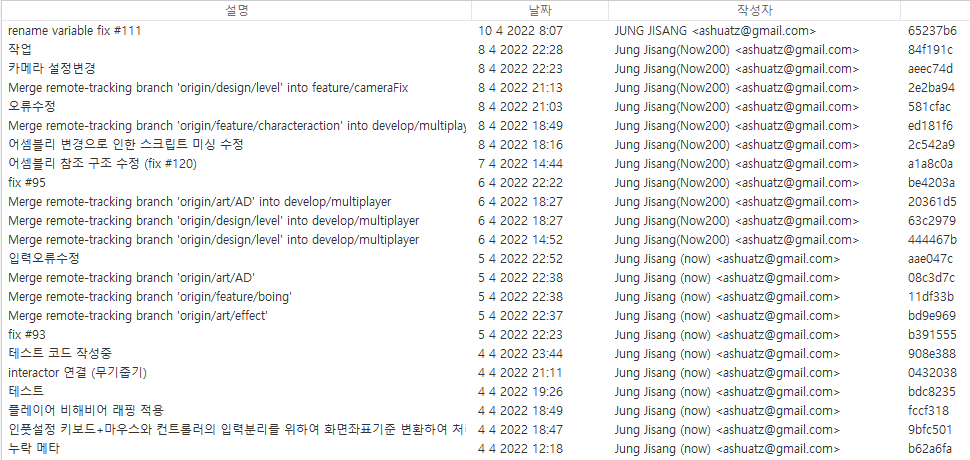 설명 날짜 작성자
rename variable fix #111 10 4 2022 8:07 JUNG JISANG <ashuatz@gmail.com> 65237b6
작업 8 4 2022 22:28 Jung Jisang(Now200) <ashuatz@gmail.com> 84f191c
카메라 설정변경 8 4 2022 22:23 Jung Jisang(Now200) <ashuatz@gmail.com> aeec74d
Merge remote-tracking branch 'origin/design/level' into feature/cameraFix 8 4 2022 21:13 Jung Jisang(Now200) <ashuatz@gmail.com> 2e2ba94
오류수정 8 4 2022 21:03 Jung Jisang(Now200) <ashuatz@gmail.com> 581cfac
Merge remote-tracking branch 'origin/feature/characteraction' into develop/multiplay 8 4 2022 18:49 Jung Jisang(Now200) <ashuatz@gmail.com> ed181f6
어셈블리 변경으로 인한 스크립트 미싱 수정 8 4 2022 18:16 Jung Jisang(Now200) <ashuatz@gmail.com> 2c542a9
어셈블리 참조 구조 수정 (fix #120) 7 4 2022 14:44 Jung Jisang(Now200) <ashuatz@gmail.com> a1a8c0a
fix #95 6 4 2022 22:22 Jung Jisang(Now200) <ashuatz@gmail.com> be4203a
Merge remote-tracking branch 'origin/art/AD' into develop/multiplayer 6 4 2022 18:27 Jung Jisang(Now200) <ashuatz@gmail.com> 20361d5
Merge remote-tracking branch 'origin/design/level' into develop/multiplayer 6 4 2022 18:27 Jung Jisang(Now200) <ashuatz@gmail.com> 63c2979
Merge remote-tracking branch 'origin/design/level' into develop/multiplayer 6 4 2022 14:52 Jung Jisang(Now200) <ashuatz@gmail.com> 444467b
입력오류수정 5 4 2022 22:52 Jung Jisang (now) <ashuatz@gmail.com> aae047c
Merge remote-tracking branch 'origin/art/AD' 5 4 2022 22:38 Jung Jisang (now) <ashuatz@gmail.com> 08c3d7c
Merge remote-tracking branch 'origin/feature/boing' 5 4 2022 22:38 Jung Jisang (now) <ashuatz@gmail.com> 11df33b
Merge remote-tracking branch 'origin/art/effect' 5 4 2022 22:37 Jung Jisang (now) <ashuatz@gmail.com> bd9e969
fix #93 5 4 2022 22:23 Jung Jisang (now) <ashuatz@gmail.com> b391555
테스트 코드 작성중 4 4 2022 23:44 Jung Jisang (now) <ashuatz@gmail.com> 908e388
interactor 연결 (무기줍기) 4 4 2022 21:11 Jung Jisang (now) <ashuatz@gmail.com> 0432038
테스트 4 4 2022 19:26 Jung Jisang (now) <ashuatz@gmail.com> bdc8235
플레이어 비해비어 래핑 적용 4 4 2022 18:49 Jung Jisang (now) <ashuatz@gmail.com> fccf318
인풋설정 키보드+마우스와 컨트롤러의 입력분리를 위하여 화면좌표기준 변환하여 처리 4 4 2022 18:47 Jung Jisang (now) <ashuatz@gmail.com> 9bfc501
누락 메타 4 4 2022 12:18 Jung Jisang (now) <ashuatz@gmail.com> b62a6fa